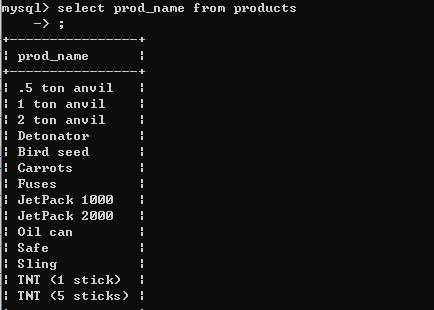 mysql> select prod_name from products
    -> ;
+----------------+
| prod_name      |
+----------------+
| .5 ton anvil   |
| 1 ton anvil    |
| 2 ton anvil    |
| Detonator      |
| Bird seed      |
| Carrots        |
| Fuses          |
| JetPack 1000   |
| JetPack 2000   |
| Oil can        |
| Safe           |
| Sling          |
| TNT (1 stick)  |
| TNT (5 sticks) |
+----------------+